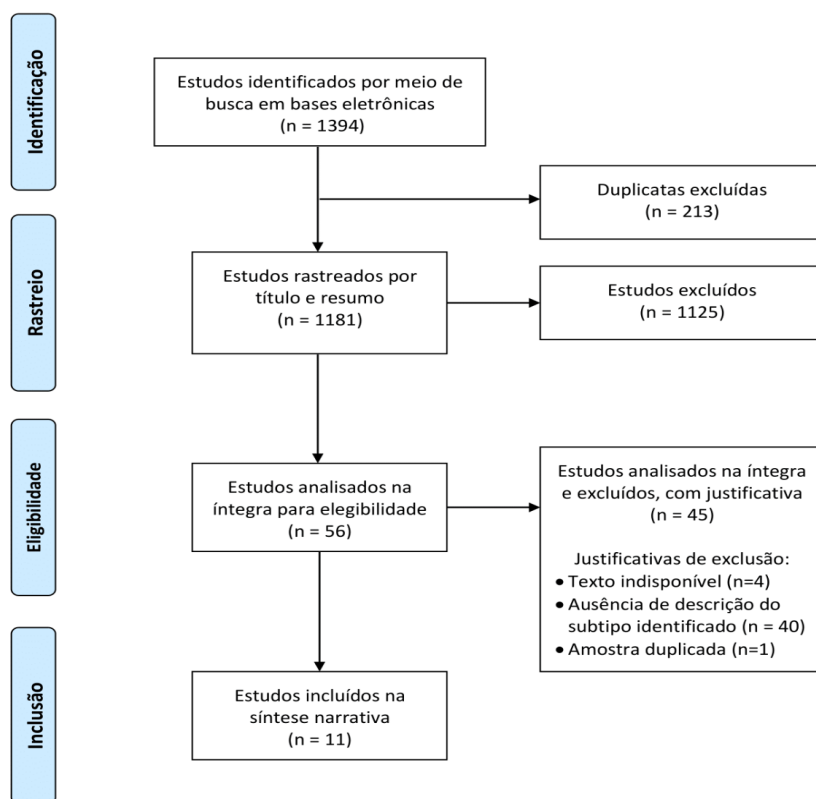 Identificação
Estudos identificados por meio de
busca em bases eletrônicas
(n = 1394)
Duplicatas excluídas
(n = 213)
Rastreio
Estudos rastreados por
título e resumo
(n = 1181)
Estudos excluídos
(n = 1125)
Eligibilidade
Estudos analisados na
íntegra para elegibilidade
(n = 56)
Estudos analisados na íntegra
e excluídos, com justificativa
(n = 45)
Justificativas de exclusão:
• Texto indisponível (n=4)
• Ausência de descrição do
subtipo identificado (n = 40)
• Amostra duplicada (n=1)
Inclusão
Estudos incluídos na
síntese narrativa
(n = 11)